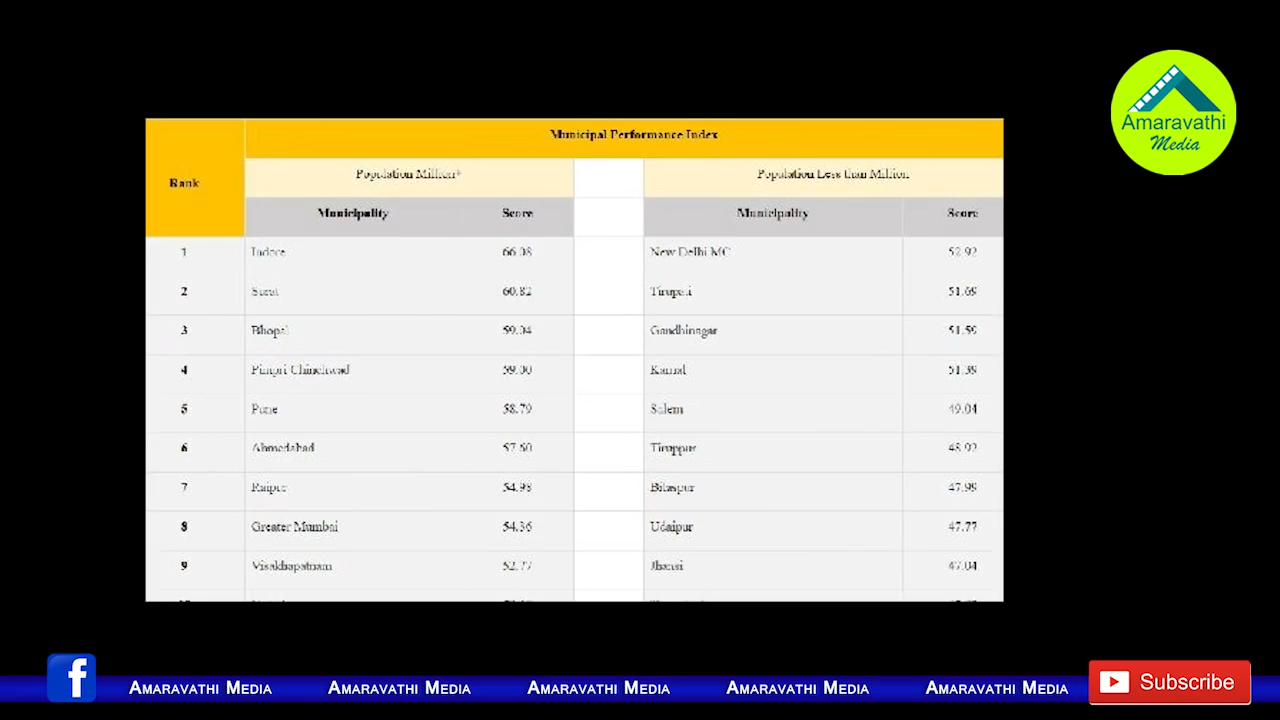 Amaravathi
Media
Municipal Performance Index
Rank
Population Million+
Population Less than Million
Municipality Score Municipality Score
1 Indore 66.08 New Delhi MC 52.92
2 Surat 60.82 Tirupati 51.69
3 Bhopal 59.04 Gandhinagar 51.59
4 Pimpri Chinchwad 59.00 Karnal 51.39
5 Pune 58.79 Salem 49.04
6 Ahmedabad 57.60 Tiruppur 48.92
7 Raipur 54.98 Bilaspur 47.99
8 Greater Mumbai 54.36 Udaipur 47.77
9 Visakhapatnam 52.77 Jhansi 47.04
f Amaravathi Media Amaravathi Media Amaravathi Media Amaravathi Media Amaravathi Media Subscribe